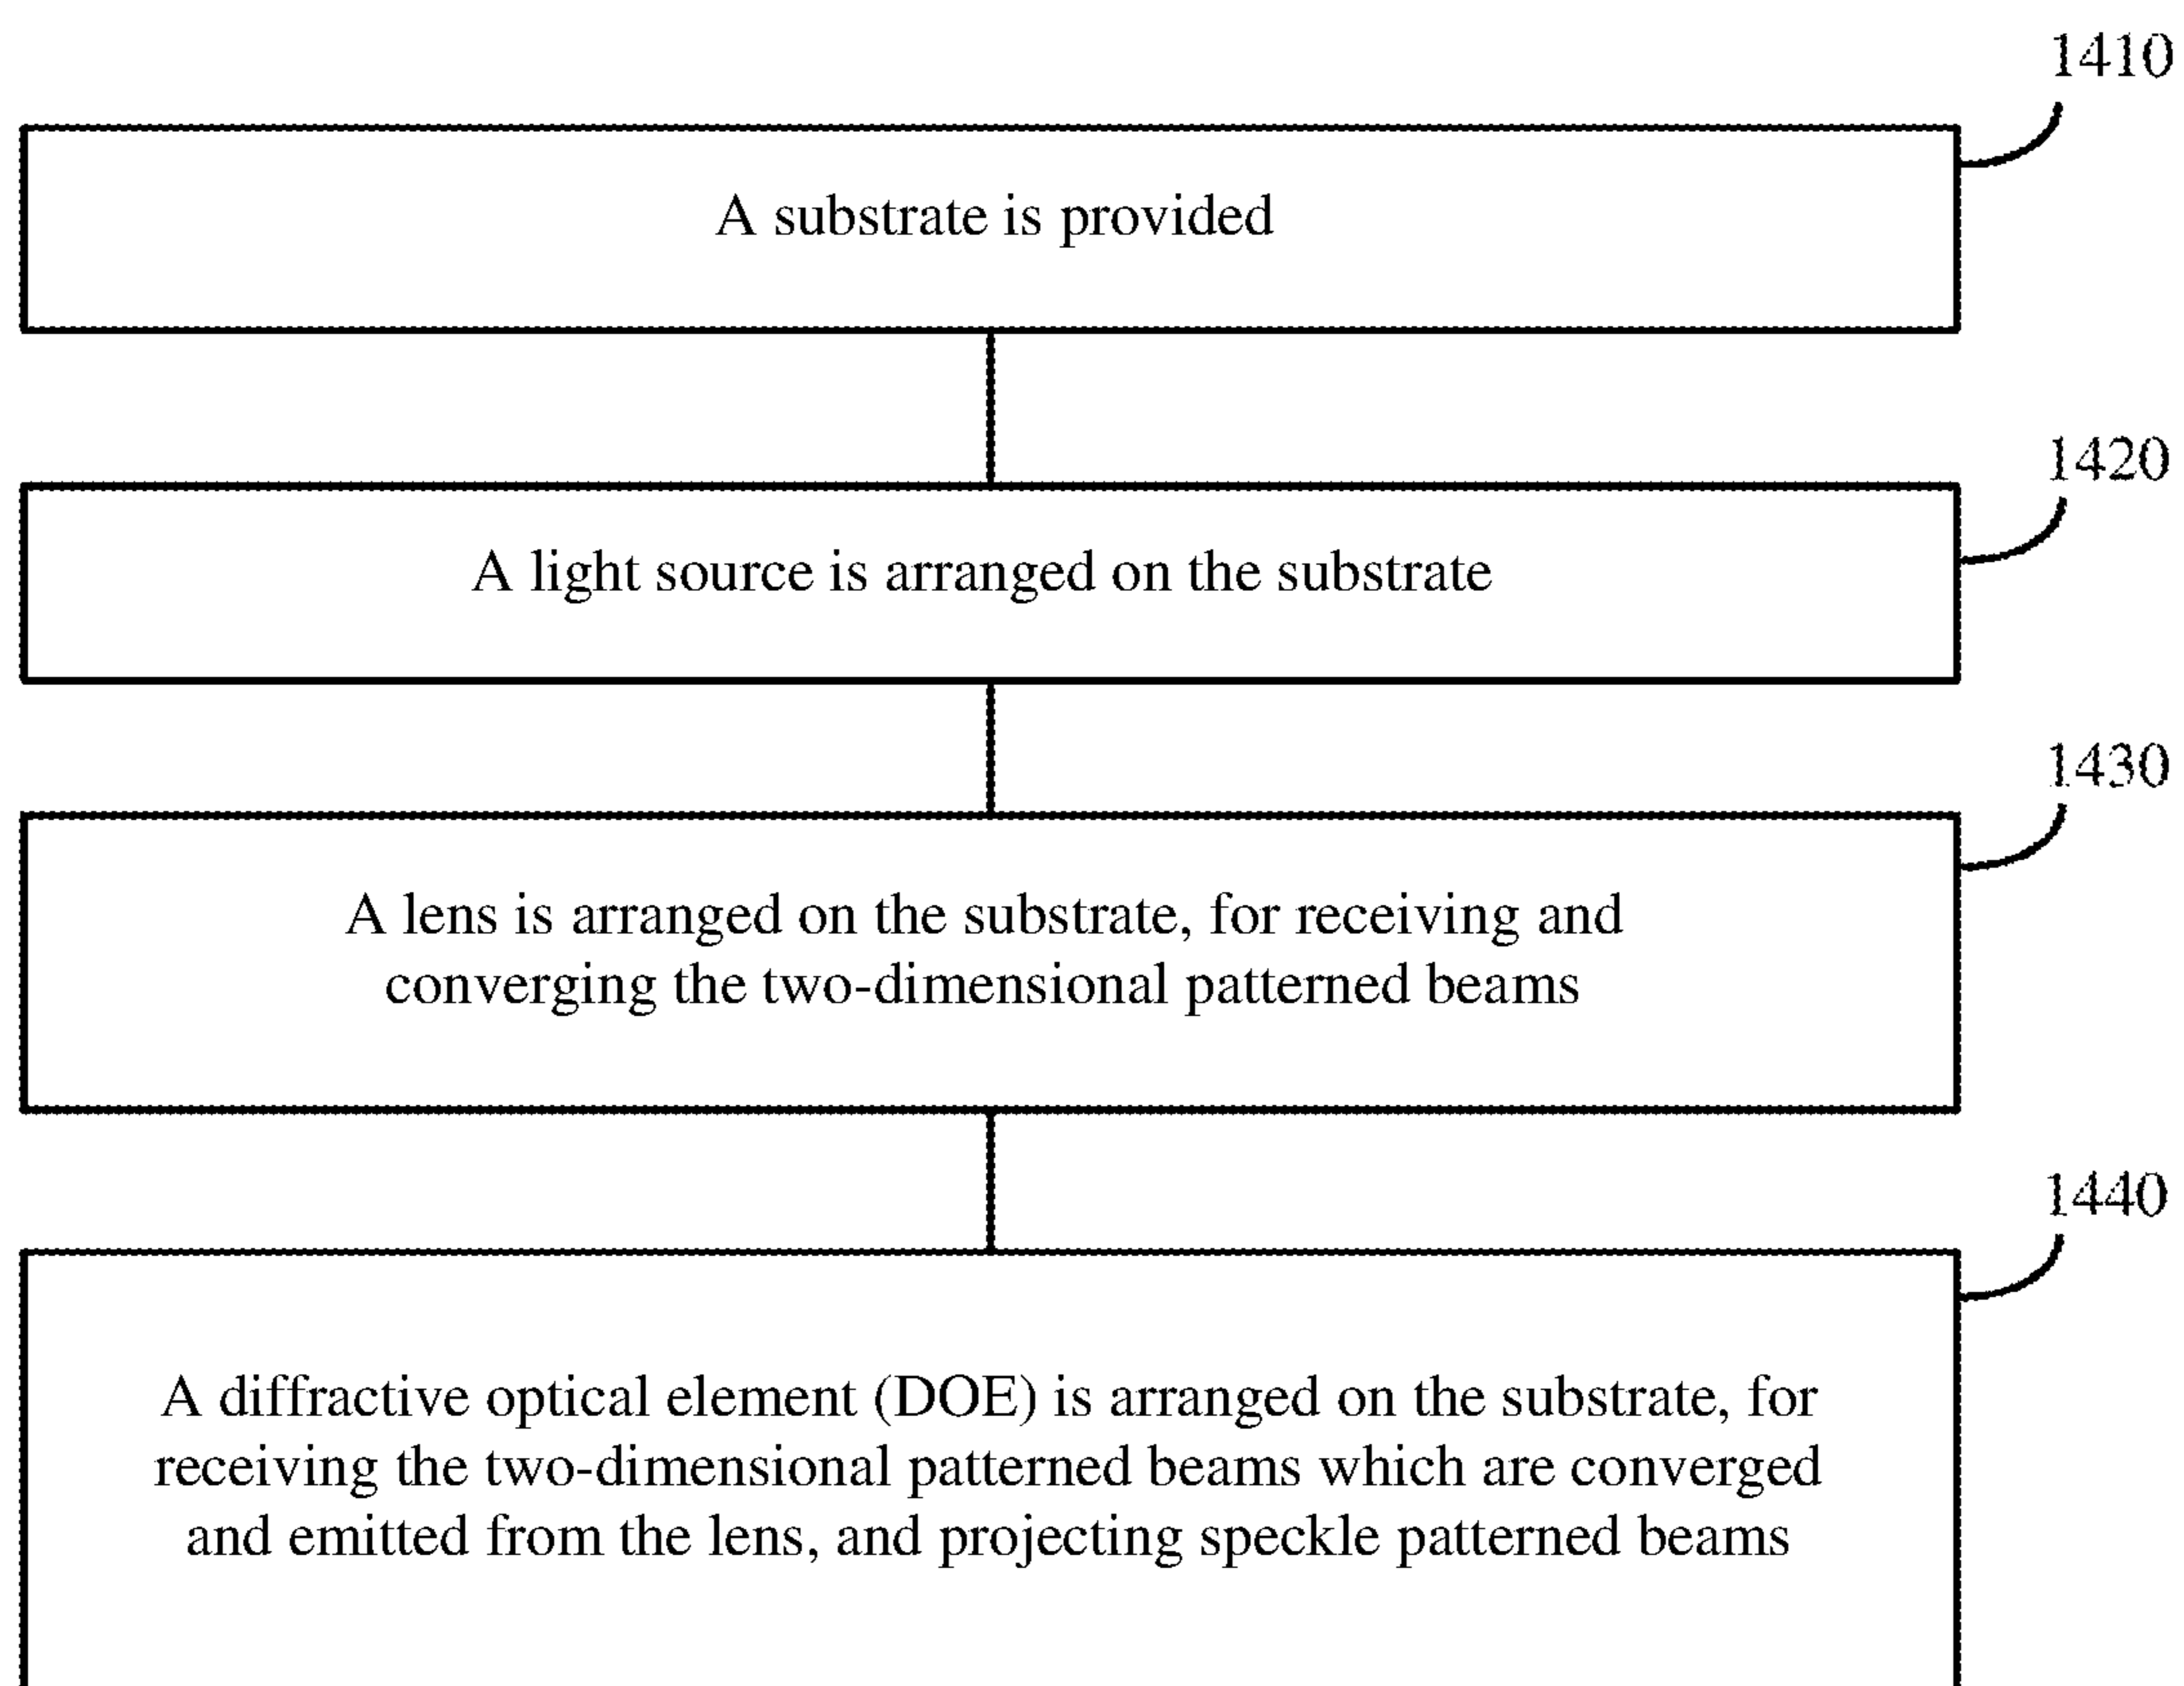 1410
A substrate is provided
1420
A light source is arranged on the substrate
1430
A lens is arranged on the substrate, for receiving and
converging the two-dimensional patterned beams
1440
A diffractive optical element (DOE) is arranged on the substrate, for
receiving the two-dimensional patterned beams which are converged
and emitted from the lens, and projecting speckle patterned beams